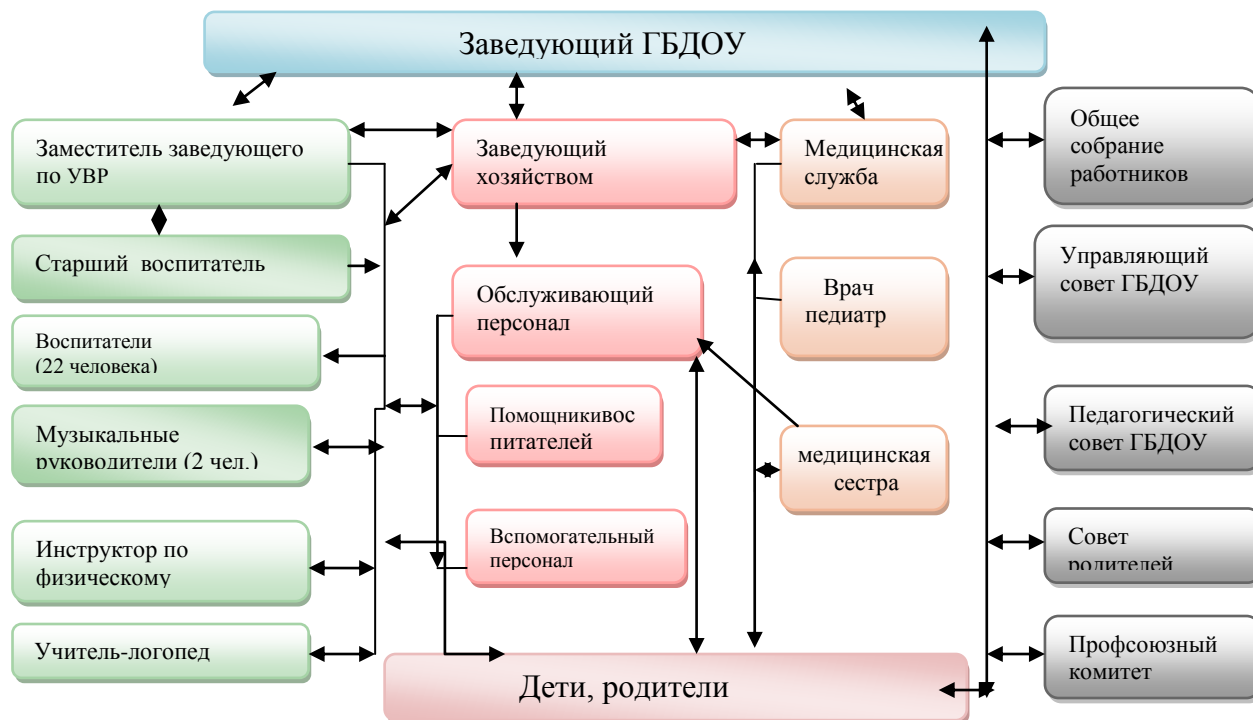 Заведующий ГБДОУ
Заместитель заведующего
по УВР
Старший воспитатель
Воспитатели
(22 человека)
Музыкальные
руководители (2 чел.)
Инструктор по
физическому
Учитель-логопед
Заведующий
хозяйством
Обслуживающий
персонал
Помощникивос
питателей
Вспомогательный
персонал
Медицинская
служба
Врач
педиатр
медицинская
сестра
Общее
собрание
работников
Управляющий
совет ГБДОУ
Педагогический
совет ГБДОУ
Совет
родителей
Профсоюзный
комитет
Дети, родители